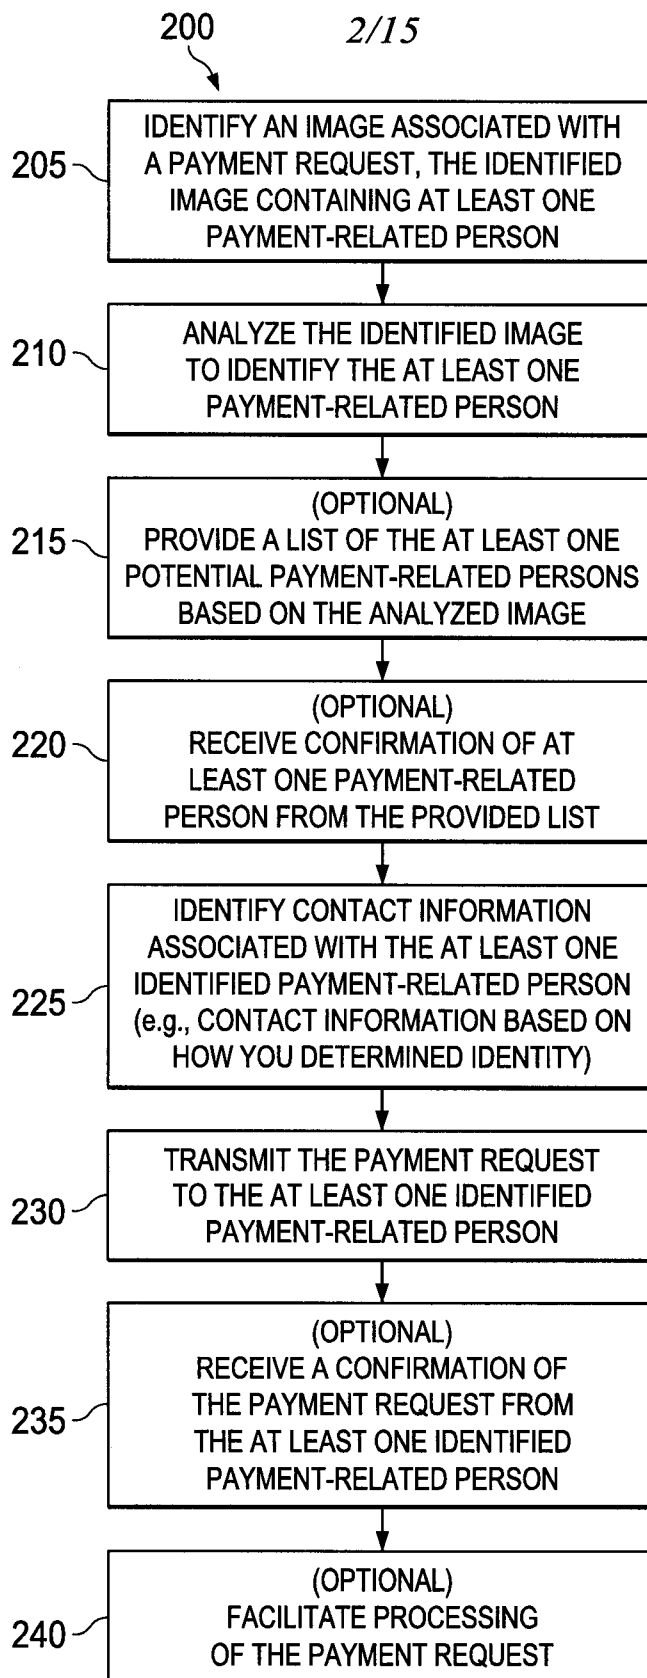 200
2/15
205
IDENTIFY AN IMAGE ASSOCIATED WITH
A PAYMENT REQUEST, THE IDENTIFIED
IMAGE CONTAINING AT LEAST ONE
PAYMENT-RELATED PERSON
210
ANALYZE THE IDENTIFIED IMAGE
TO IDENTIFY THE AT LEAST ONE
PAYMENT-RELATED PERSON
215
(OPTIONAL)
PROVIDE A LIST OF THE AT LEAST ONE
POTENTIAL PAYMENT-RELATED PERSONS
BASED ON THE ANALYZED IMAGE
220
(OPTIONAL)
RECEIVE CONFIRMATION OF AT
LEAST ONE PAYMENT-RELATED
PERSON FROM THE PROVIDED LIST
225
IDENTIFY CONTACT INFORMATION
ASSOCIATED WITH THE AT LEAST ONE
IDENTIFIED PAYMENT-RELATED PERSON
(e.g., CONTACT INFORMATION BASED ON
HOW YOU DETERMINED IDENTITY)
230
TRANSMIT THE PAYMENT REQUEST
TO THE AT LEAST ONE IDENTIFIED
PAYMENT-RELATED PERSON
235
(OPTIONAL)
RECEIVE A CONFIRMATION OF
THE PAYMENT REQUEST FROM
THE AT LEAST ONE IDENTIFIED
PAYMENT-RELATED PERSON
240
(OPTIONAL)
FACILITATE PROCESSING
OF THE PAYMENT REQUEST